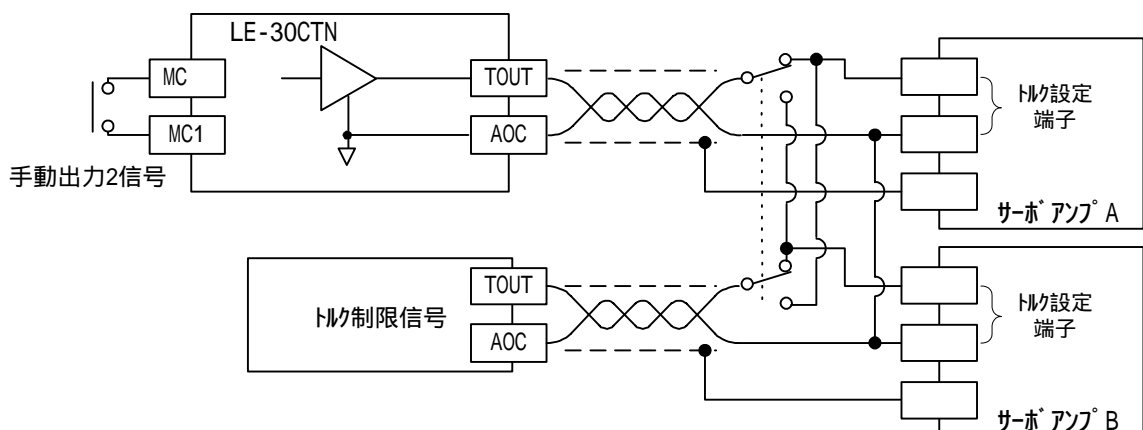 LE-30CTN
MC
MC1
手動出力2信号
TOUT
AOC
ﾄﾙｸ設定
端子
ｻｰﾎﾞｱﾝﾌﾟA
ﾄﾙｸ制限信号
TOUT
AOC
ﾄﾙｸ設定
端子
ｻｰﾎﾞｱﾝﾌﾟB